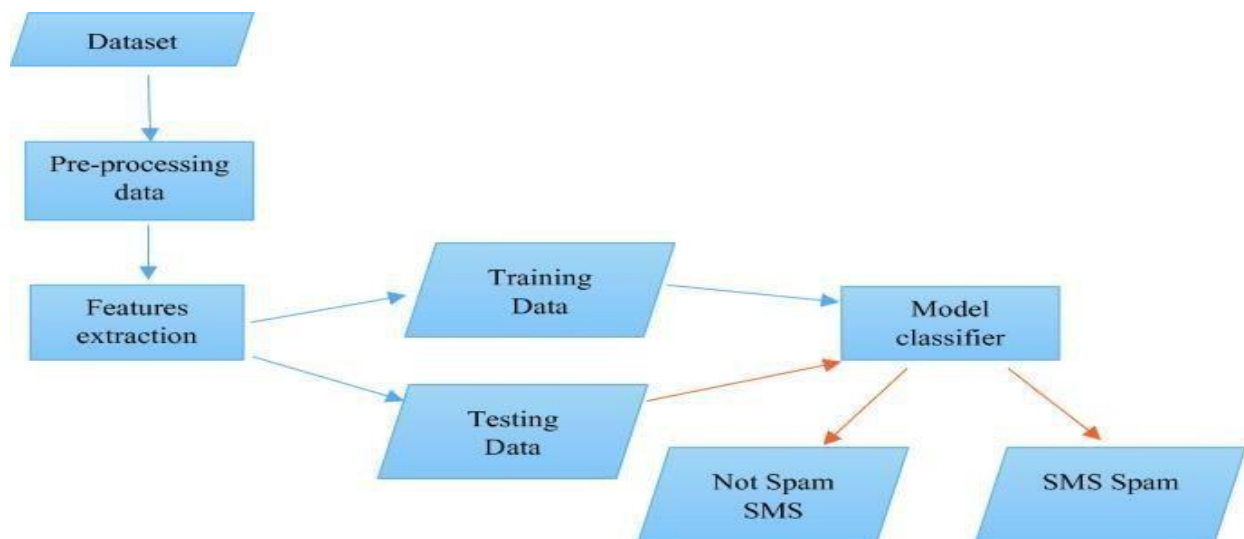 Dataset
Pre-processing
data
Features
extraction
Training
Data
Testing
Data
Model
classifier
Not Spam
SMS
SMS Spam